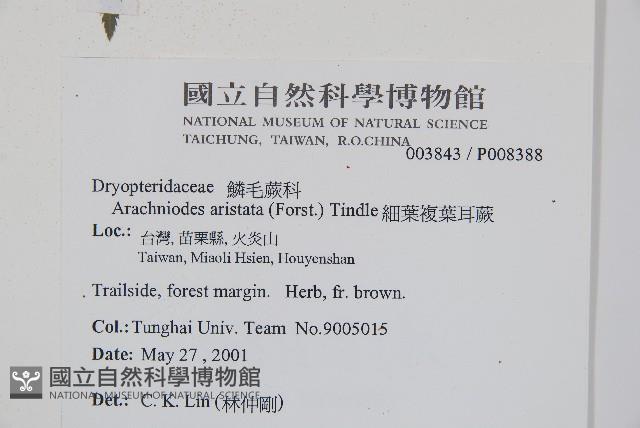 國立自然科學博物館
NATIONAL MUSEUM OF NATURAL SCIENCE
TAICHUNG, TAIWAN, R.O.CHINA
003843 / P008388
Dryopteridaceae 鱗毛蕨科
Arachniodes aristata (Forst.) Tindle 細葉複葉耳蕨
Loc.: 台灣, 苗栗縣, 火炎山
Taiwan, Miaoli Hsien, Houyenshan
Trailside, forest margin. Herb, fr. brown.
Col.: Tunghai Univ. Team No.9005015
Date: May 27 , 2001
國立自然科學博物館
NATIONAL MUSEUM OF NATURAL SCIENCE
Det.: C. K. Lin (林仲剛)